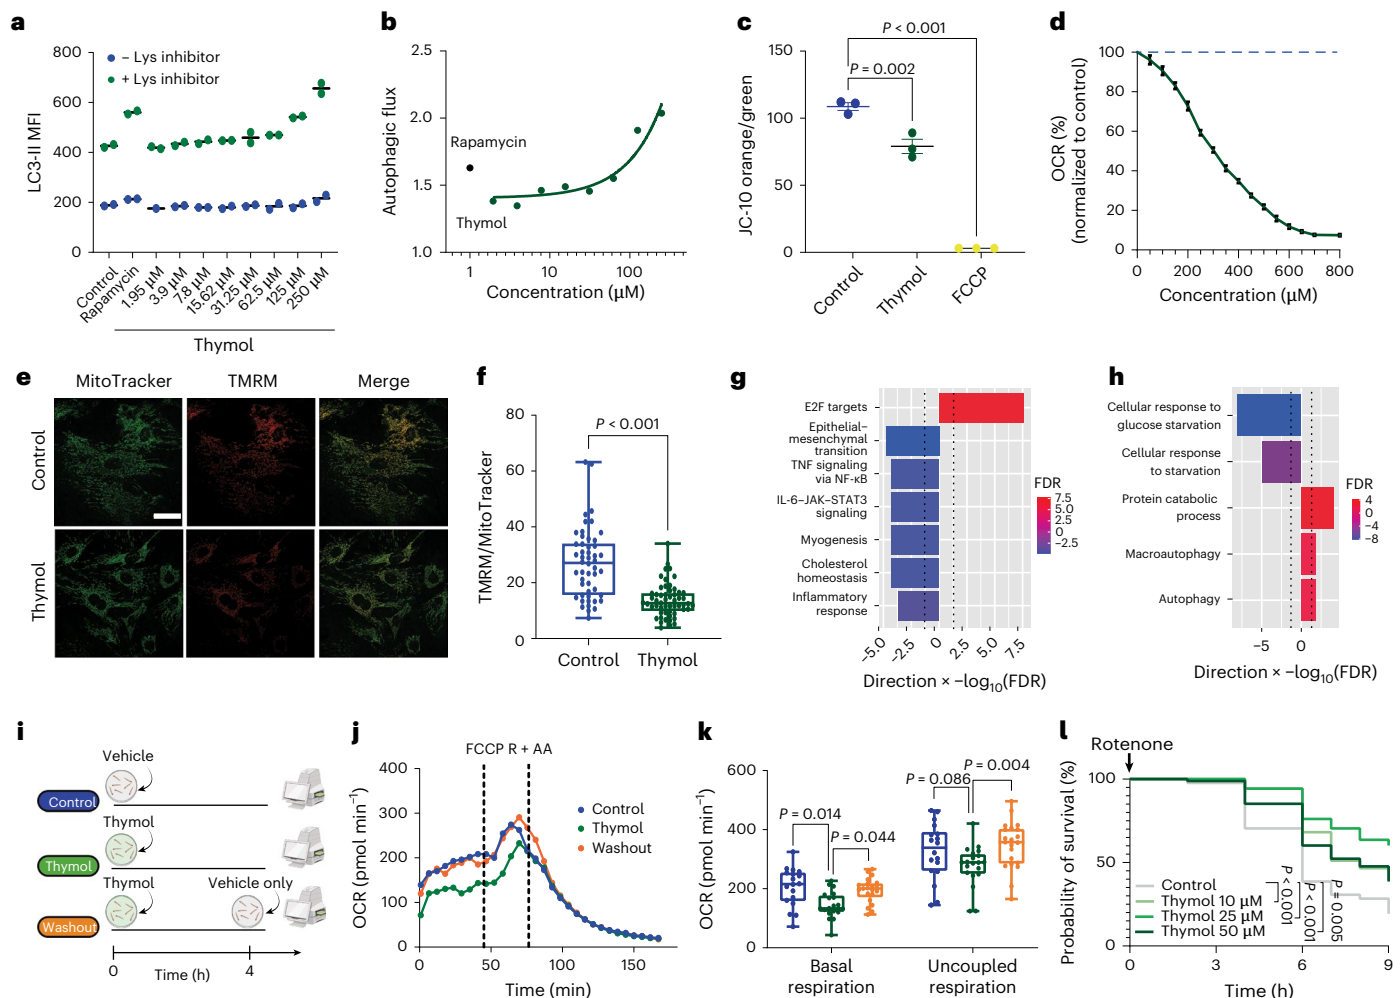 a
LC3-II MFI
800
600
400
200
0
– Lys inhibitor
+ Lys inhibitor
Control
Rapamycin
1.95 µM
3.9 µM
7.8 µM
15.62 µM
31.25 µM
62.5 µM
125 µM
250 µM
Thymol
b
Autophagic flux
2.5
2.0
1.5
1.0
Rapamycin
Thymol
1 10 100
Concentration (µM)
c
JC-10 orange/green
150
100
50
0
P < 0.001
P = 0.002
Control
Thymol
FCCP
d
OCR (%)
(normalized to control)
100
80
60
40
20
0
0 200 400 600 800
Concentration (µM)
e
MitoTracker TMRM Merge
Control
Thymol
f
TMRM/MitoTracker
80
60
40
20
0
P < 0.001
Control Thymol
g
E2F targets
Epithelial–
mesenchymal
transition
TNF signaling
via NF-κB
IL-6–JAK–STAT3
signaling
Myogenesis
Cholesterol
homeostasis
Inflammatory
response
FDR
7.5
5.0
2.5
0
−2.5
−5.0 −2.5 0 2.5 5.0 7.5
Direction × −log10(FDR)
h
Cellular response to
glucose starvation
Cellular response
to starvation
Protein catabolic
process
Macroautophagy
Autophagy
FDR
4
0
−4
−8
−5 0
Direction × −log10(FDR)
i
Vehicle
Control
Thymol
Thymol
Thymol Vehicle only
Washout
0 4
Time (h)
j
OCR (pmol min−1)
400
300
200
100
0
FCCP R + AA
Control
Thymol
Washout
0 50 100 150
Time (min)
k
OCR (pmol min−1)
600
400
200
0
P = 0.014
P = 0.044
P = 0.086
P = 0.004
Basal
respiration
Uncoupled
respiration
l
Rotenone
Probability of survival (%)
100
50
0
Control
Thymol 10 µM
Thymol 25 µM
Thymol 50 µM
P < 0.001
P < 0.001
P = 0.005
0 3 6 9
Time (h)